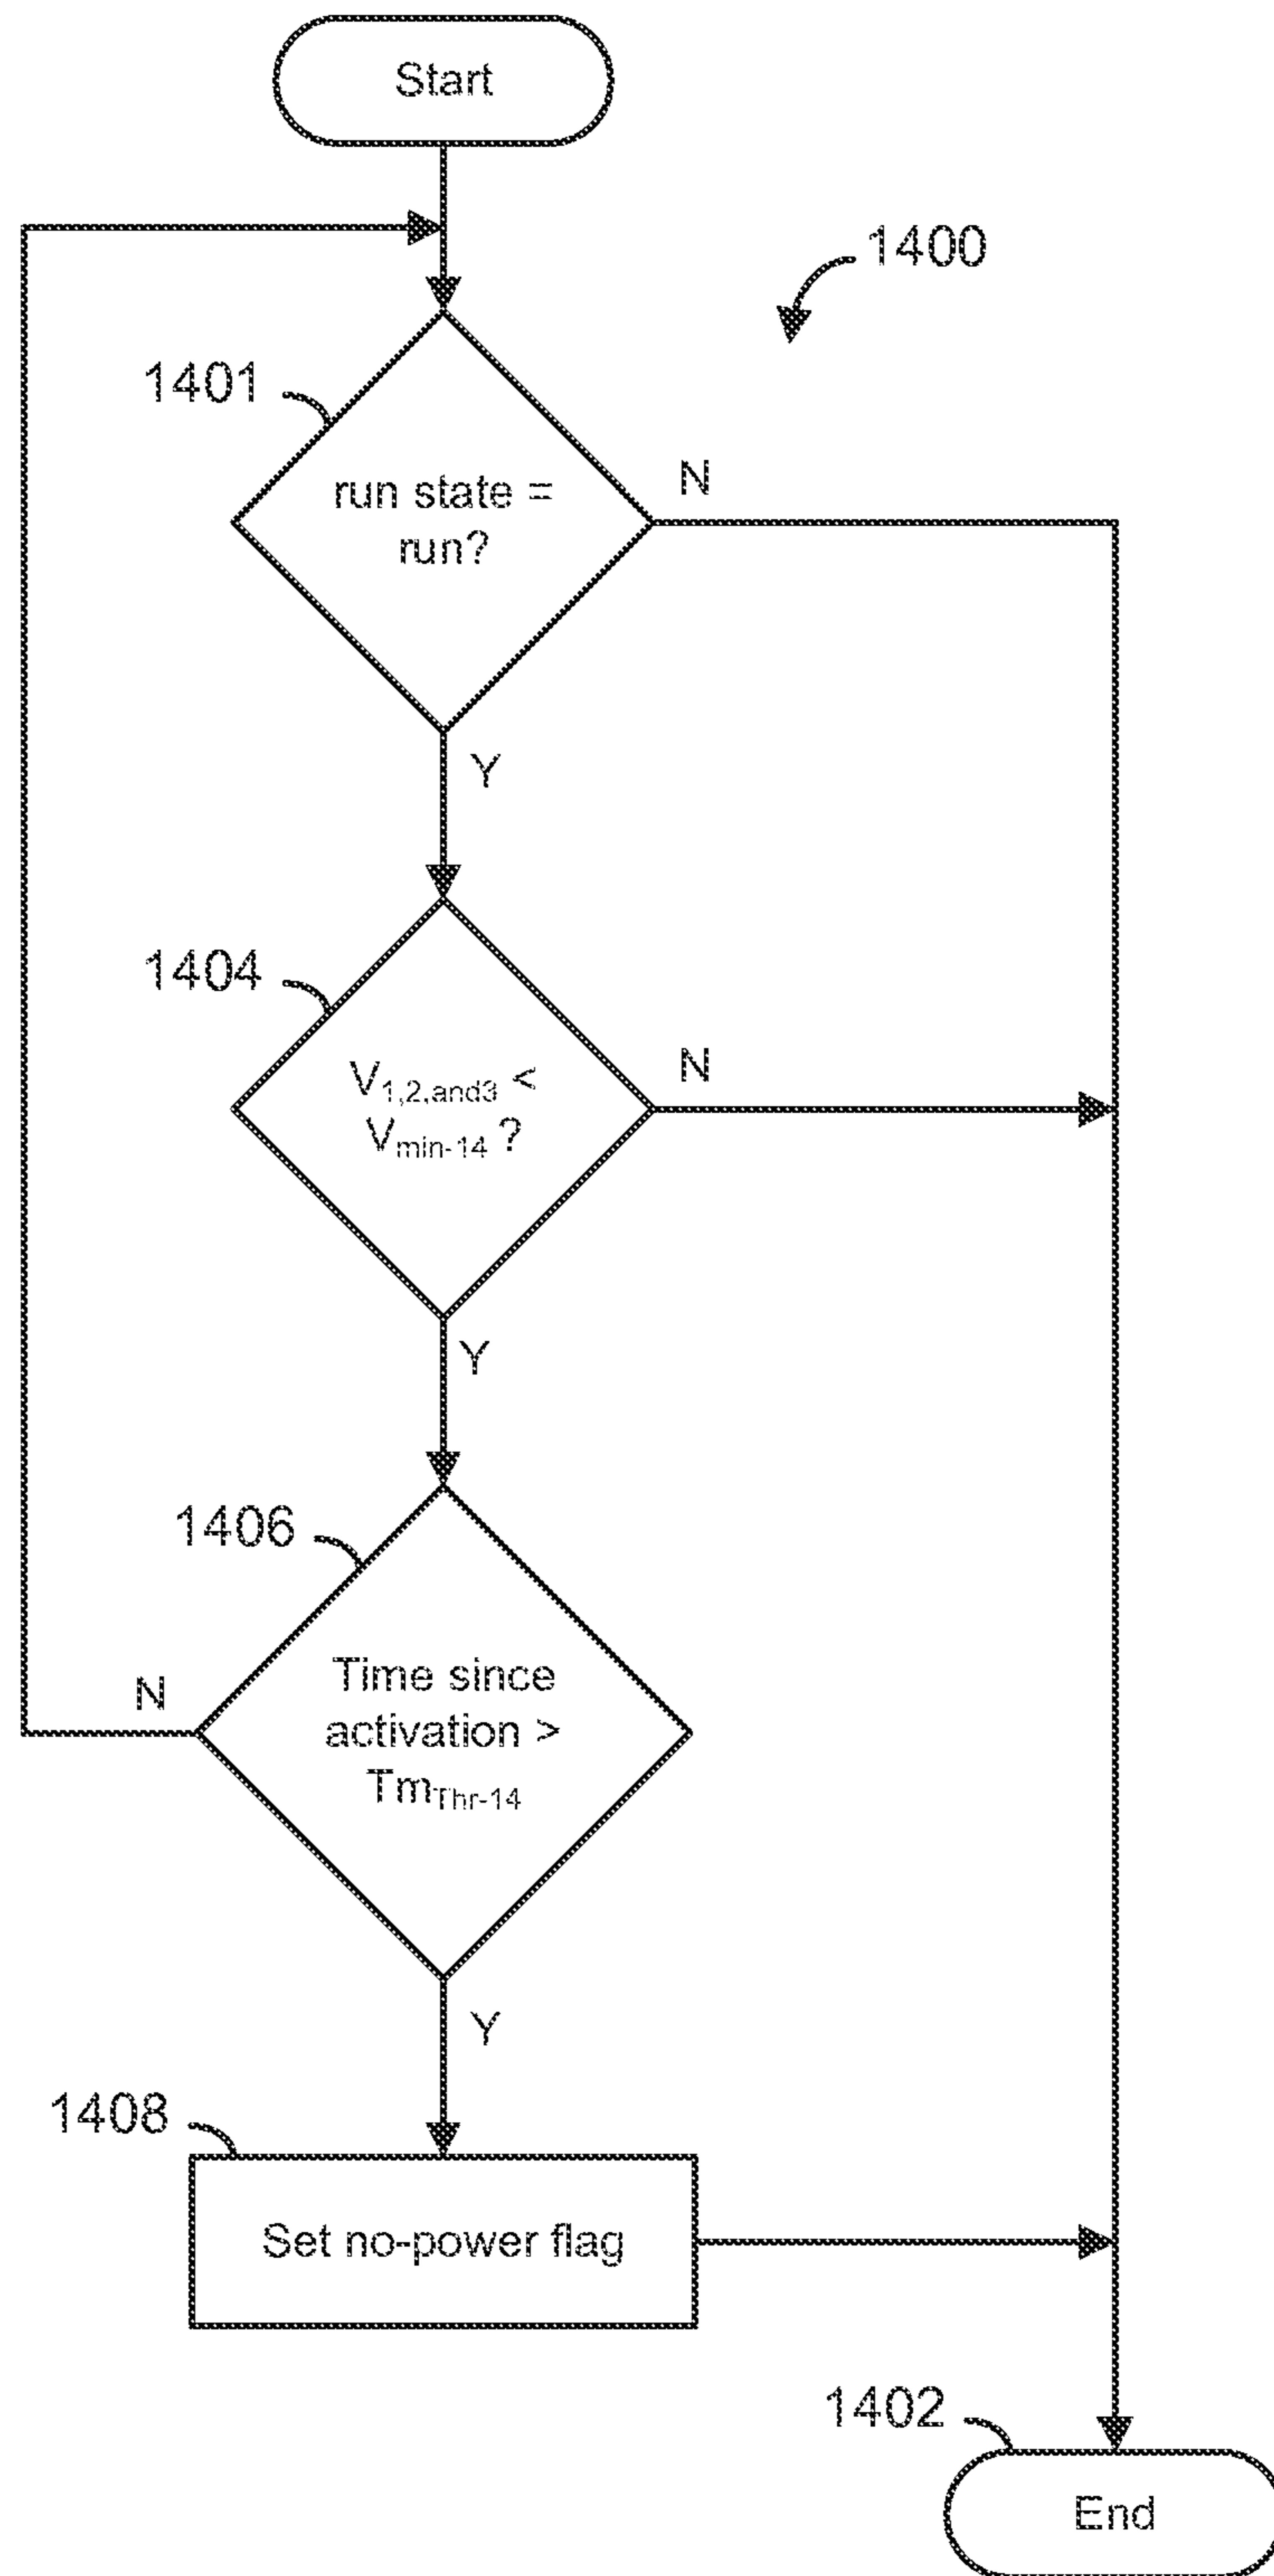 Start
1400
1401
run state =
run?
N
Y
1404
V1,2,and3 <
Vmin-14 ?
N
Y
1406
Time since
activation >
TmThr-14
N
Y
1408
Set no-power flag
1402
End